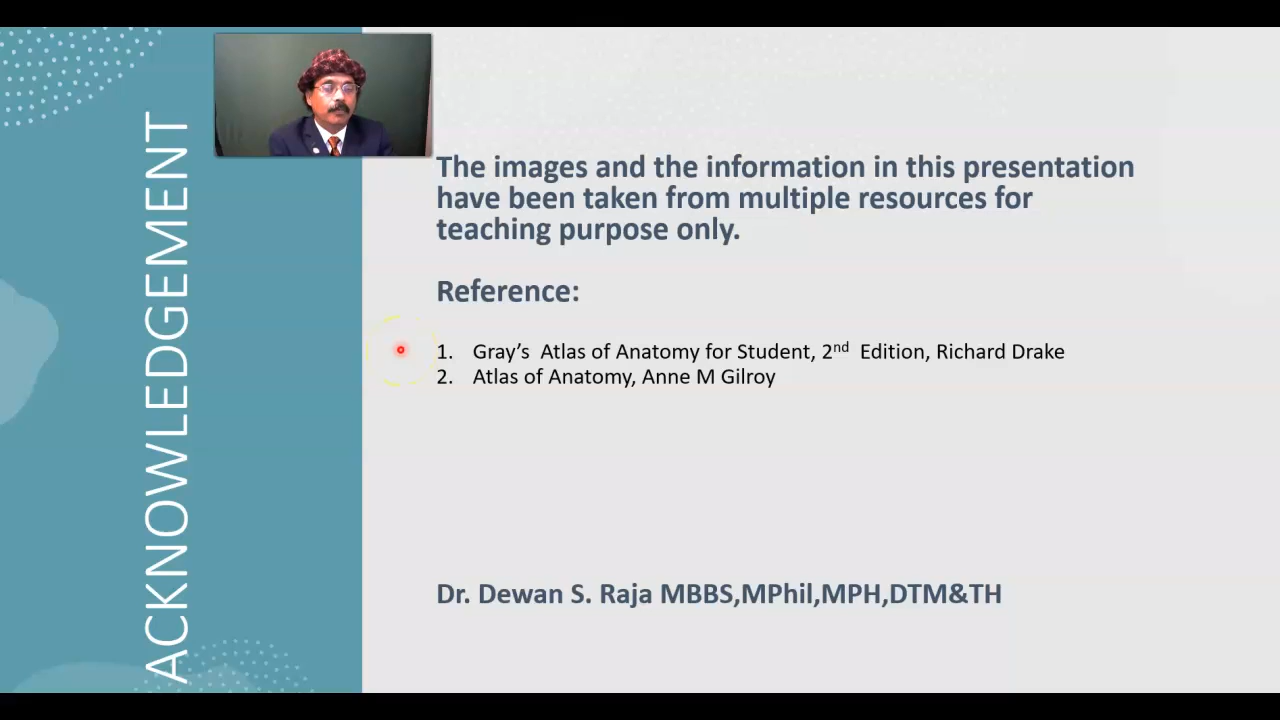 ACKNOWLEDGEMENT
The images and the information in this presentation
have been taken from multiple resources for
teaching purpose only.
Reference:
1. Gray's Atlas of Anatomy for Student, 2nd Edition, Richard Drake
2. Atlas of Anatomy, Anne M Gilroy
Dr. Dewan S. Raja MBBS,MPhil,MPH,DTM&TH